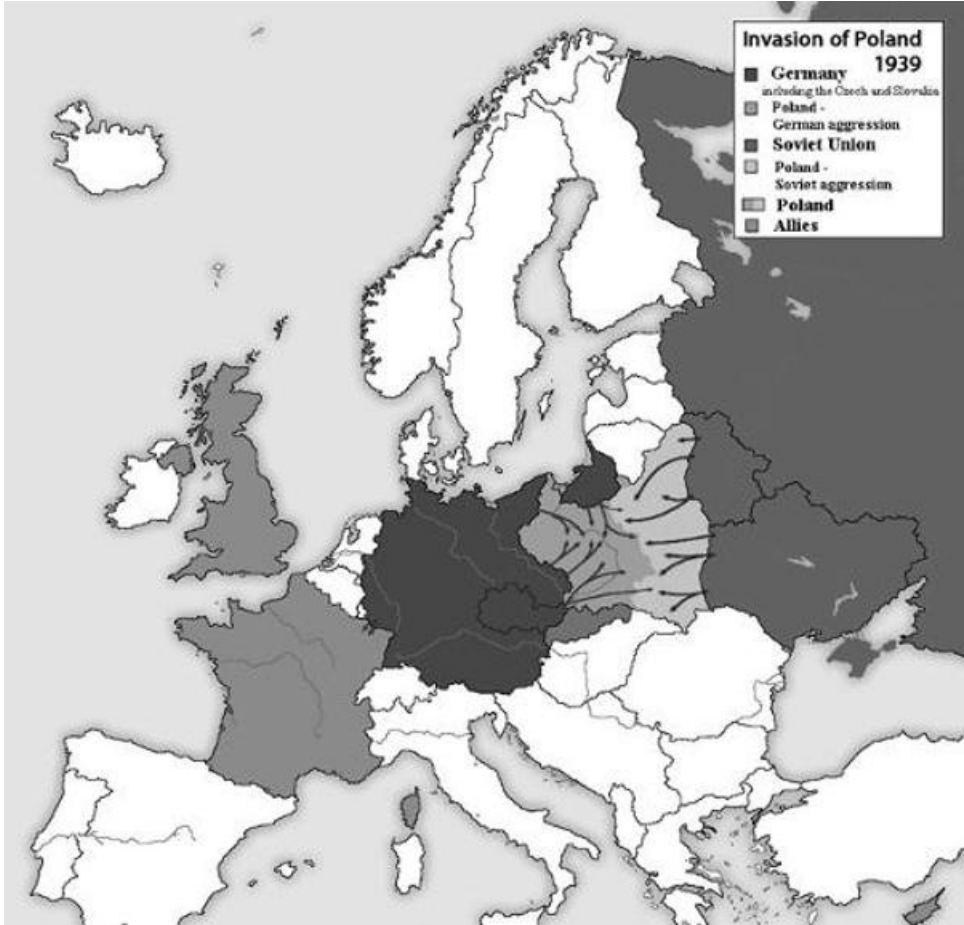 Invasion of Poland
1939
Germany
including the Czech and Slovakia
Poland -
German aggression
Soviet Union
Poland -
Soviet aggression
Poland
Allies